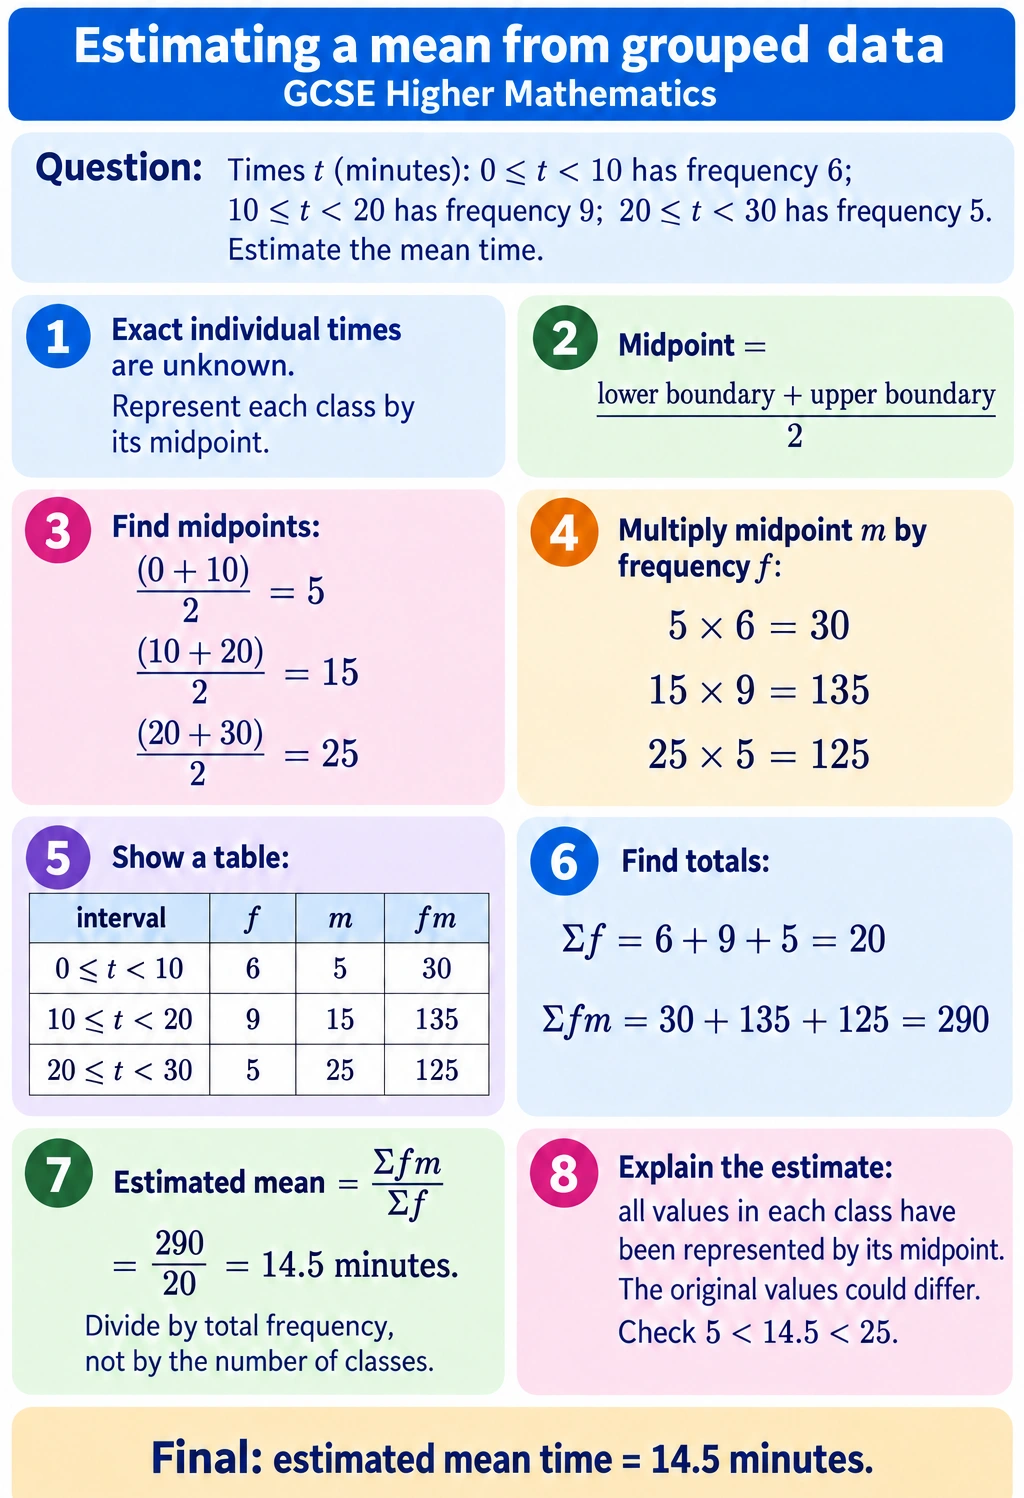 Estimating a mean from grouped data
GCSE Higher Mathematics
Question: Times t (minutes): 0 ≤ t < 10 has frequency 6;
10 ≤ t < 20 has frequency 9; 20 ≤ t < 30 has frequency 5.
Estimate the mean time.
1 Exact individual times
are unknown.
Represent each class by
its midpoint.
2 Midpoint =
lower boundary + upper boundary
2
3 Find midpoints:
(0 + 10)
2
= 5
(10 + 20)
2
= 15
(20 + 30)
2
= 25
4 Multiply midpoint m by
frequency f:
5 × 6 = 30
15 × 9 = 135
25 × 5 = 125
5 Show a table:
interval f m fm
0 ≤ t < 10 6 5 30
10 ≤ t < 20 9 15 135
20 ≤ t < 30 5 25 125
6 Find totals:
Σf = 6 + 9 + 5 = 20
Σfm = 30 + 135 + 125 = 290
7 Estimated mean = Σfm
Σf
= 290
20
= 14.5 minutes.
Divide by total frequency,
not by the number of classes.
8 Explain the estimate:
all values in each class have
been represented by its midpoint.
The original values could differ.
Check 5 < 14.5 < 25.
Final: estimated mean time = 14.5 minutes.